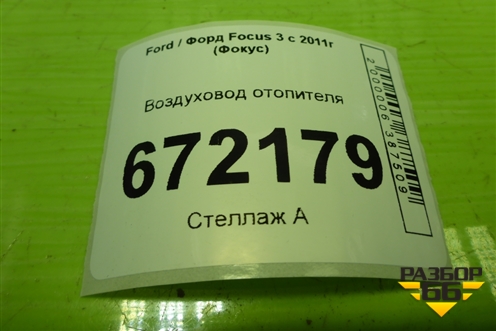 Ford / Форд Focus 3 с 2011г
(Фокус)
Воздуховод отопителя
672179
Стеллаж А
2000006387509
РАЗБОР
66